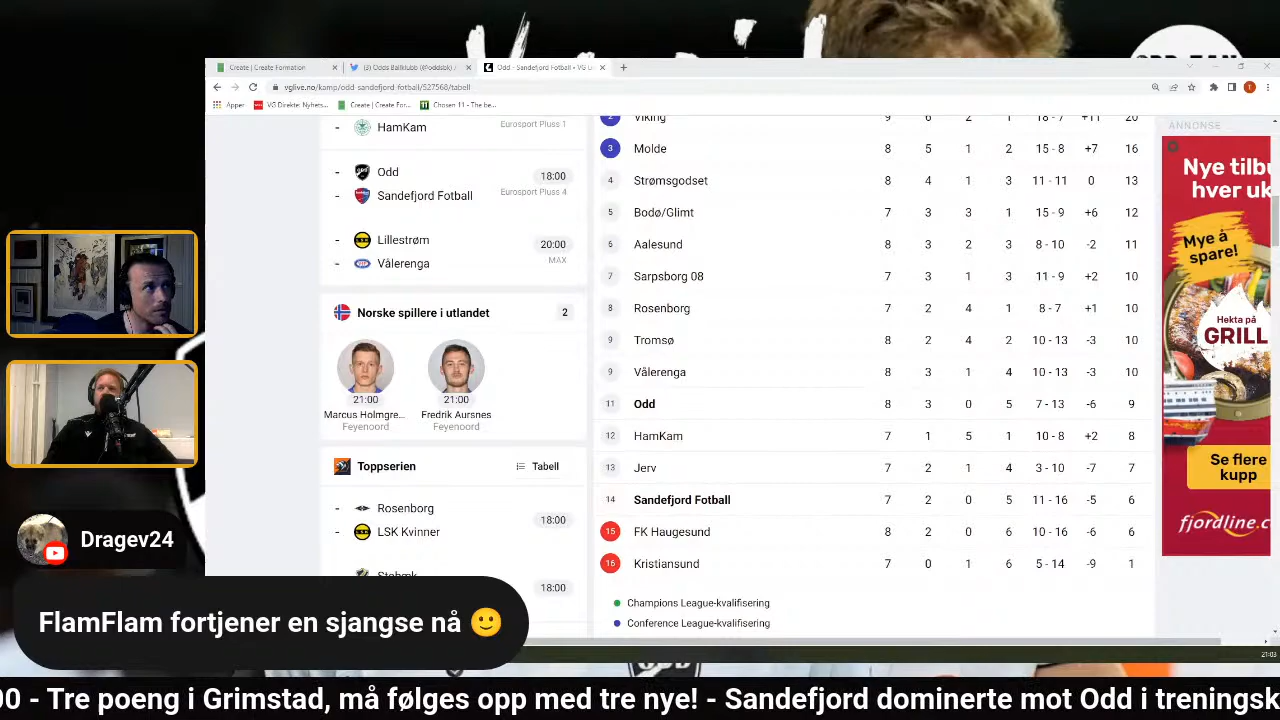 Create | Create Formation
(3) Odds Ballklubb (@oddsbk) /
Odd - Sandefjord Fotball • VG Li
vglive.no/kamp/odd-sandefjord-fotball/527568/tabell
Apper
VG Direkte: Nyhets...
Create | Create For...
Chosen 11 - The be...
- HamKam
Eurosport Pluss 1
- Odd
- Sandefjord Fotball
18:00
Eurosport Pluss 4
- Lillestrøm
- Vålerenga
20:00
MAX
Norske spillere i utlandet 2
21:00 21:00
Marcus Holmgre... Fredrik Aursnes
Feyenoord Feyenoord
Toppserien Tabell
- Rosenborg
- LSK Kvinner
18:00
Stabæk
18:00
2 Viking 9 6 2 1 18 - 7 +11 20
3 Molde 8 5 1 2 15 - 8 +7 16
4 Strømsgodset 8 4 1 3 11 - 11 0 13
5 Bodø/Glimt 7 3 3 1 15 - 9 +6 12
6 Aalesund 8 3 2 3 8 - 10 -2 11
7 Sarpsborg 08 7 3 1 3 11 - 9 +2 10
8 Rosenborg 7 2 4 1 8 - 7 +1 10
9 Tromsø 8 2 4 2 10 - 13 -3 10
9 Vålerenga 8 3 1 4 10 - 13 -3 10
11 Odd 8 3 0 5 7 - 13 -6 9
12 HamKam 7 1 5 1 10 - 8 +2 8
13 Jerv 7 2 1 4 3 - 10 -7 7
14 Sandefjord Fotball 7 2 0 5 11 - 16 -5 6
15 FK Haugesund 8 2 0 6 10 - 16 -6 6
16 Kristiansund 7 0 1 6 5 - 14 -9 1
Champions League-kvalifisering
Conference League-kvalifisering
ANNONSE
Nye tilbu
hver uk
Mye å
spare!
Hekta på
GRILL
Se flere
kupp
fjordline.c
21:03
Dragev24
FlamFlam fortjener en sjangse nå 🙂
ODD
00 - Tre poeng i Grimstad, må følges opp med tre nye! - Sandefjord dominerte mot Odd i treningsk